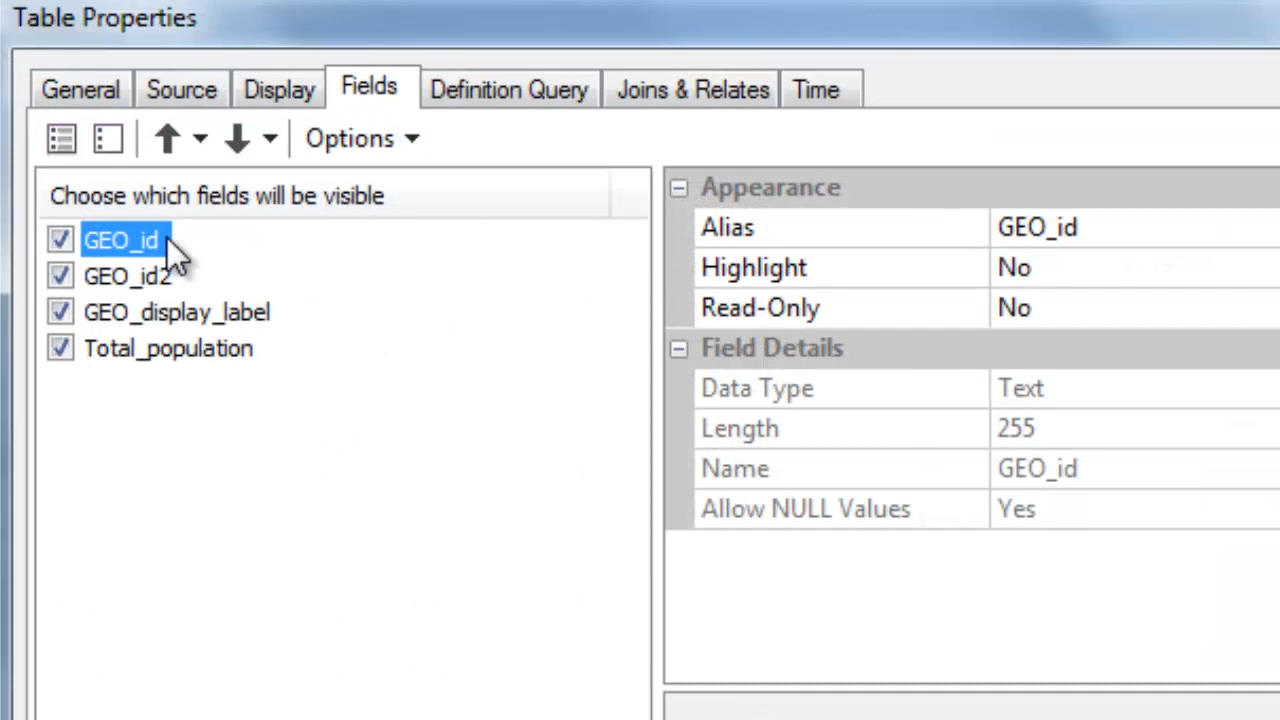 Table Properties
General Source Display Fields Definition Query Joins & Relates Time
Options
Choose which fields will be visible
GEO_id
GEO_id2
GEO_display_label
Total_population
Appearance
Alias GEO_id
Highlight No
Read-Only No
Field Details
Data Type Text
Length 255
Name GEO_id
Allow NULL Values Yes